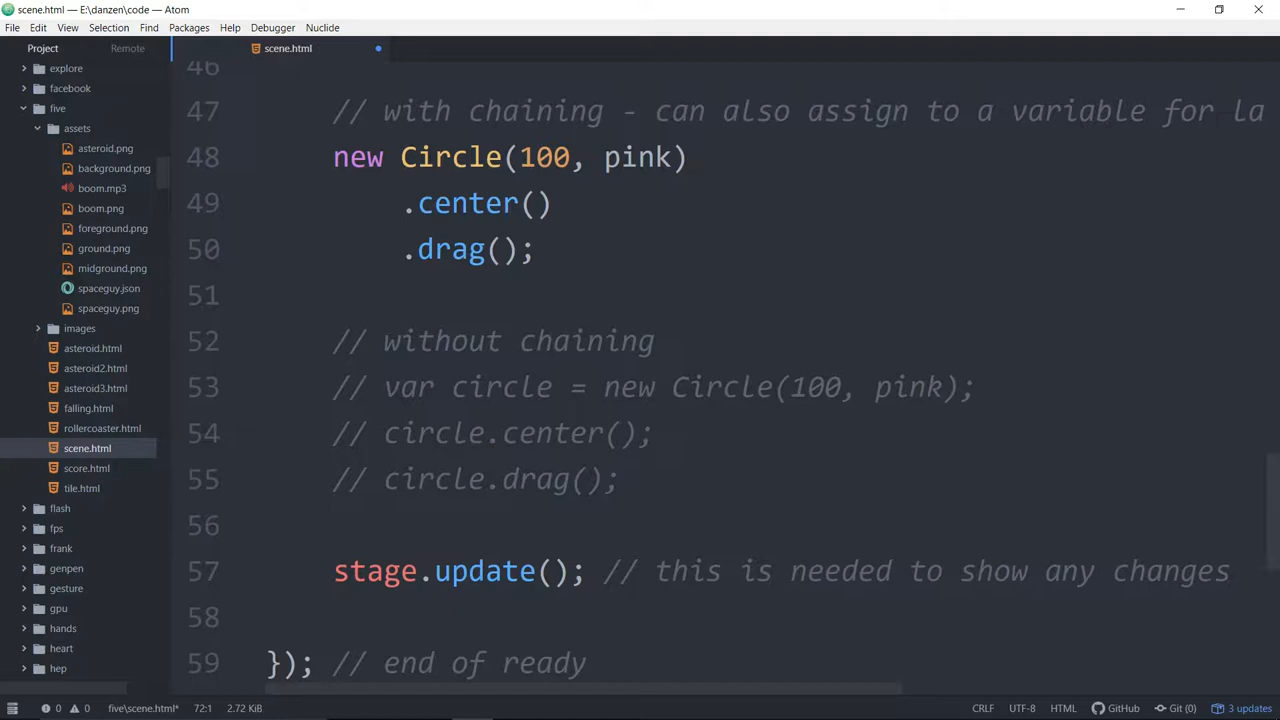 scene.html — E:\danzen\code — Atom
File Edit View Selection Find Packages Help Debugger Nuclide
Project Remote
scene.html
explore
facebook
five
assets
asteroid.png
background.png
boom.mp3
boom.png
foreground.png
ground.png
midground.png
spaceguy.json
spaceguy.png
images
asteroid.html
asteroid2.html
asteroid3.html
falling.html
rollercoaster.html
scene.html
score.html
tile.html
flash
fps
frank
genpen
gesture
gpu
hands
heart
hep
46
47 // with chaining - can also assign to a variable for la
48 new Circle(100, pink)
49 .center()
50 .drag();
51
52 // without chaining
53 // var circle = new Circle(100, pink);
54 // circle.center();
55 // circle.drag();
56
57 stage.update(); // this is needed to show any changes
58
59 }); // end of ready
0 0 five\scene.html* 72:1 2.72 KiB CRLF UTF-8 HTML GitHub Git (0) 3 updates